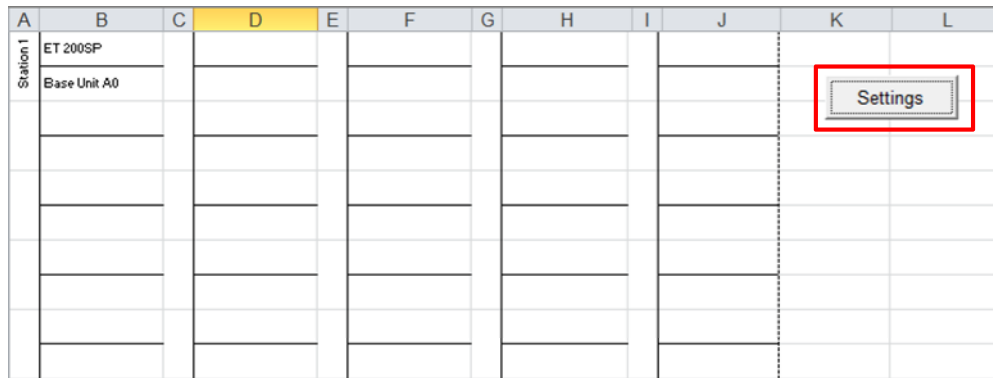 A B C D E F G H I J K L
Station 1
ET 200SP
Base Unit A0
Settings